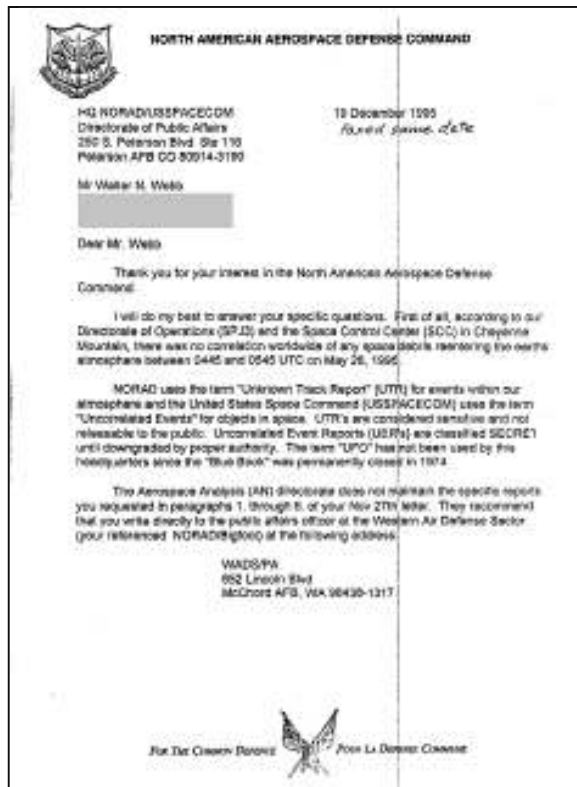 NORTH AMERICAN AEROSPACE DEFENSE COMMAND
HQ NORAD/USSPACECOM
19 December 1995
Directorate of Public Affairs
faxed same date
250 S. Peterson Blvd Ste 116
Peterson AFB CO 80914-3190
Mr Walter N. Webb
Dear Mr. Webb
Thank you for your interest in the North American Aerospace Defense
Command.
I will do my best to answer your specific questions. First of all, according to our
Directorate of Operations (SPJ3) and the Space Control Center (SCC) in Cheyenne
Mountain, there was no correlation worldwide of any space debris reentering the earths
atmosphere between 0445 and 0545 UTC on May 26, 1995.
NORAD uses the term "Unknown Track Report" (UTR) for events within our
atmosphere and the United States Space Command (USSPACECOM) uses the term
"Uncorrelated Events" for objects in space. UTR's are considered sensitive and not
releasable to the public. Uncorrelated Event Reports (UER's) are classified SECRET
until downgraded by proper authority. The term "UFO" has not been used by this
headquarters since the "Blue Book" was permanently closed in 1974
The Aerospace Analysis (AN) directorate does not maintain the specific reports
you requested in paragraphs 1. through 6. of your Nov 27th letter. They recommend
that you write directly to the public affairs officer at the Western Air Defense Sector
(your referenced NORAD/Bigfoot) at the following address:
WADS/PA
852 Lincoln Blvd
McChord AFB, WA 98438-1317
FOR THE COMMON DEFENCE
POUR LA DEFENSE COMMUNE